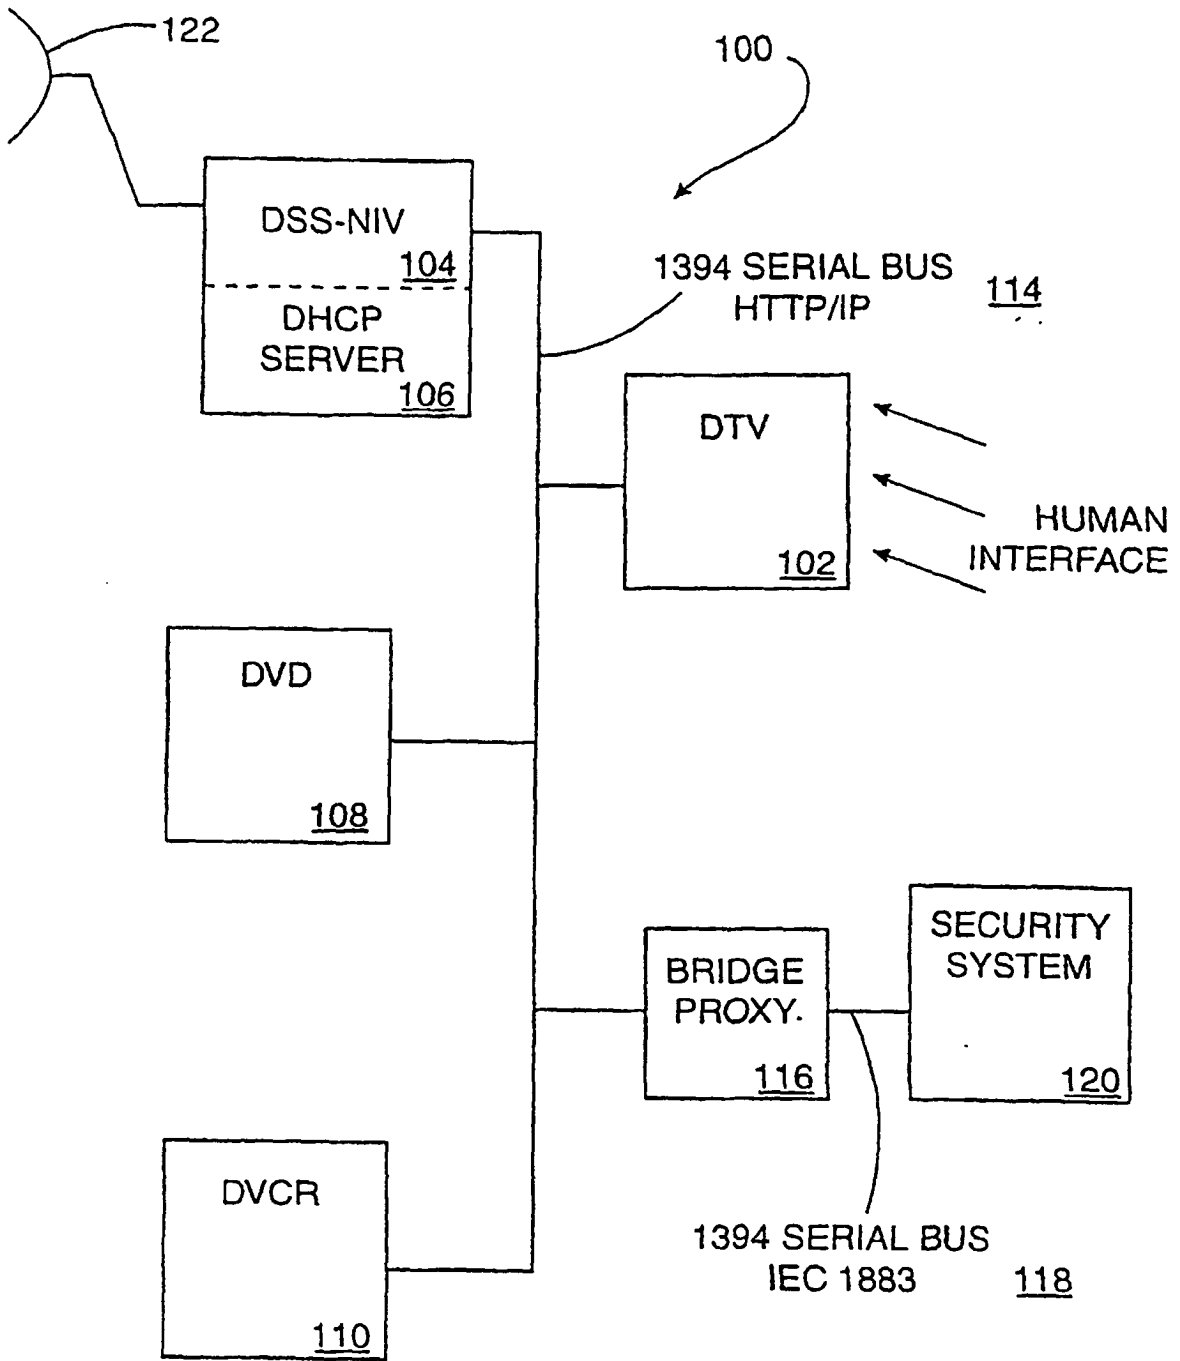 122
100
DSS-NIV
104
DHCP
SERVER
106
1394 SERIAL BUS
HTTP/IP
114
DTV
102
HUMAN
INTERFACE
DVD
108
BRIDGE
PROXY.
116
SECURITY
SYSTEM
120
DVCR
110
1394 SERIAL BUS
IEC 1883
118